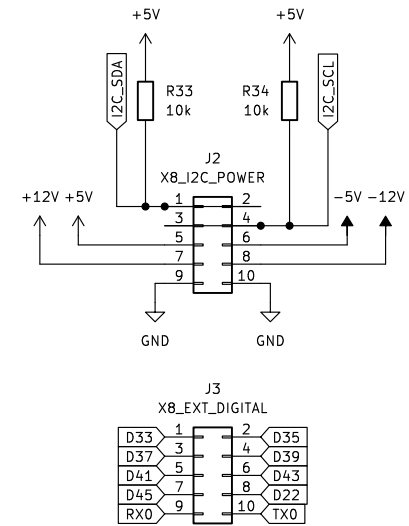 +5V +5V
I2C_SDA R33 R34 I2C_SCL
10k 10k
J2
X8_I2C_POWER
+12V +5V 1 2 -5V -12V
3 4
5 6
7 8
9 10
GND GND
J3
X8_EXT_DIGITAL
D33 1 2 D35
D37 3 4 D39
D41 5 6 D43
D45 7 8 D22
RX0 9 10 TX0